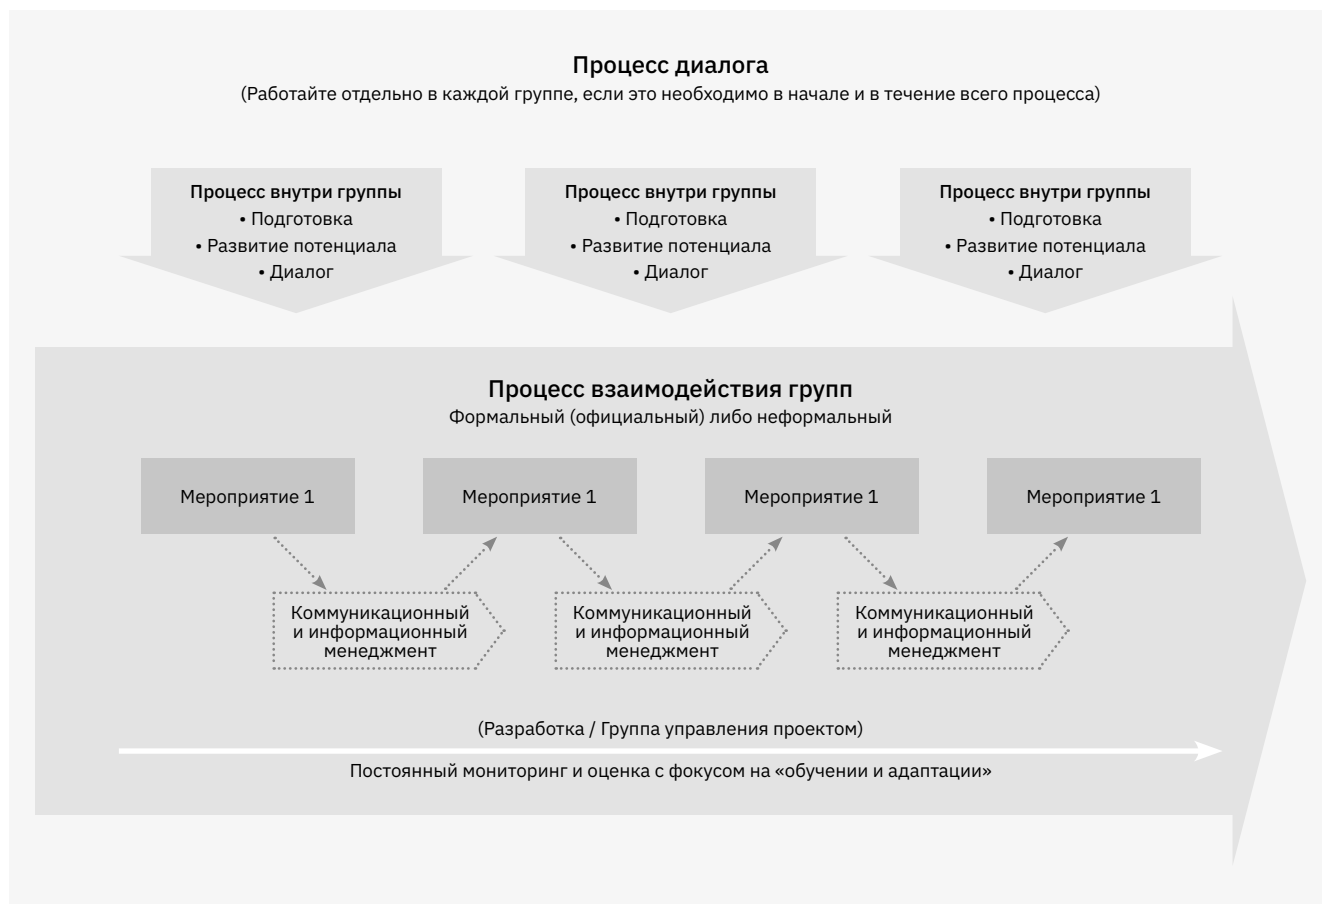 Процесс диалога
(Работайте отдельно в каждой группе, если это необходимо в начале и в течение всего процесса)
Процесс внутри группы
• Подготовка
• Развитие потенциала
• Диалог
Процесс внутри группы
• Подготовка
• Развитие потенциала
• Диалог
Процесс внутри группы
• Подготовка
• Развитие потенциала
• Диалог
Процесс взаимодействия групп
Формальный (официальный) либо неформальный
Мероприятие 1
Мероприятие 1
Мероприятие 1
Мероприятие 1
Коммуникационный
и информационный
менеджмент
Коммуникационный
и информационный
менеджмент
Коммуникационный
и информационный
менеджмент
(Разработка / Группа управления проектом)
Постоянный мониторинг и оценка с фокусом на «обучении и адаптации»